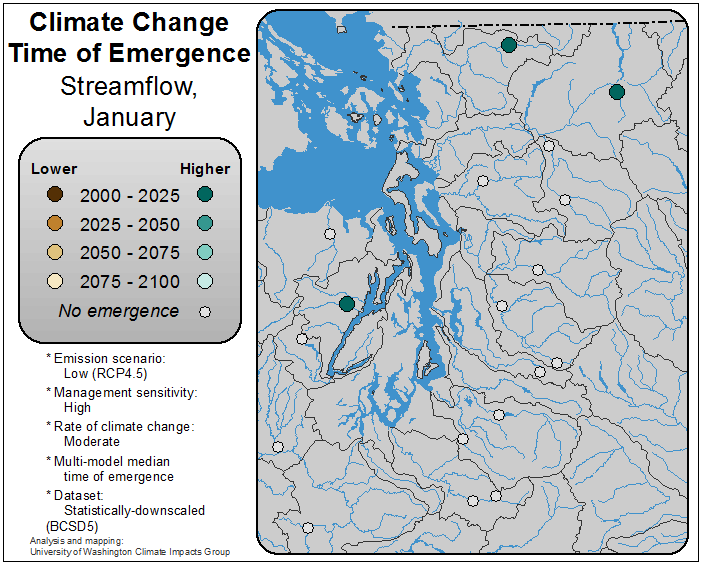 Climate Change
Time of Emergence
Streamflow,
January
Lower Higher
2000 - 2025
2025 - 2050
2050 - 2075
2075 - 2100
No emergence
* Emission scenario:
Low (RCP4.5)
* Management sensitivity:
High
* Rate of climate change:
Moderate
* Multi-model median
time of emergence
* Dataset:
Statistically-downscaled
(BCSD5)
Analysis and mapping:
University of Washington Climate Impacts Group